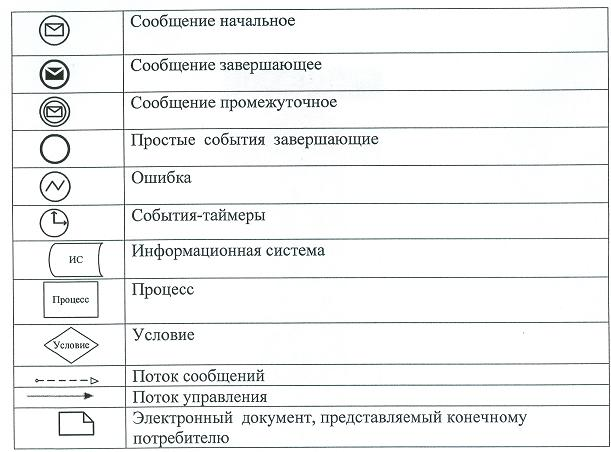 Сообщение начальное
Сообщение завершающее
Сообщение промежуточное
Простые события завершающие
Ошибка
События-таймеры
ИС
Информационная система
Процесс
Процесс
Условие
Условие
Поток сообщений
Поток управления
Электронный документ, представляемый конечному
потребителю